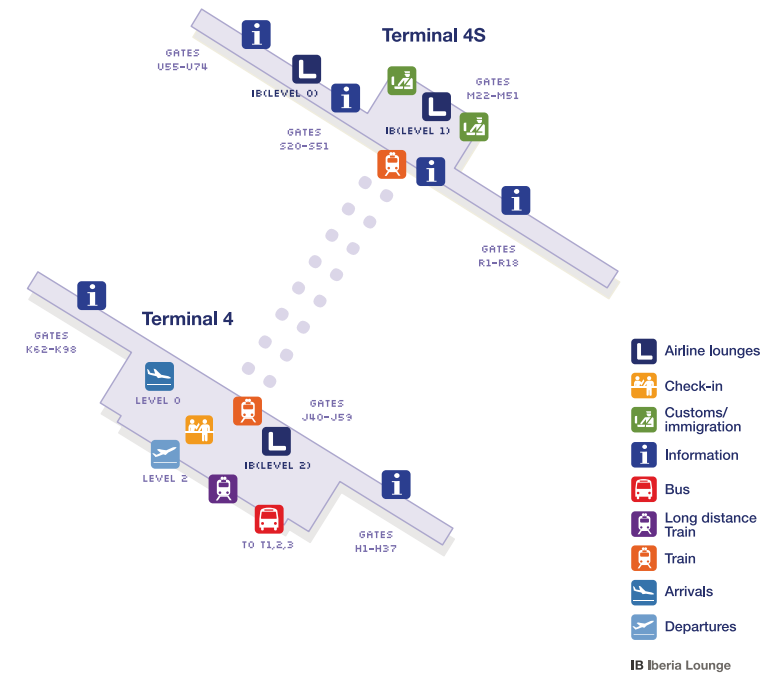 Terminal 4S
GATES
U55-U74
IB(LEVEL 0)
GATES
M22-M51
IB(LEVEL 1)
GATES
S20-S51
GATES
R1-R18
Terminal 4
GATES
K62-K98
LEVEL 0
GATES
J40-J59
IB(LEVEL 2)
LEVEL 2
TO T1,2,3
GATES
H1-H37
L Airline lounges
Check-in
Customs/
immigration
i Information
Bus
Long distance
Train
Train
Arrivals
Departures
IB Iberia Lounge